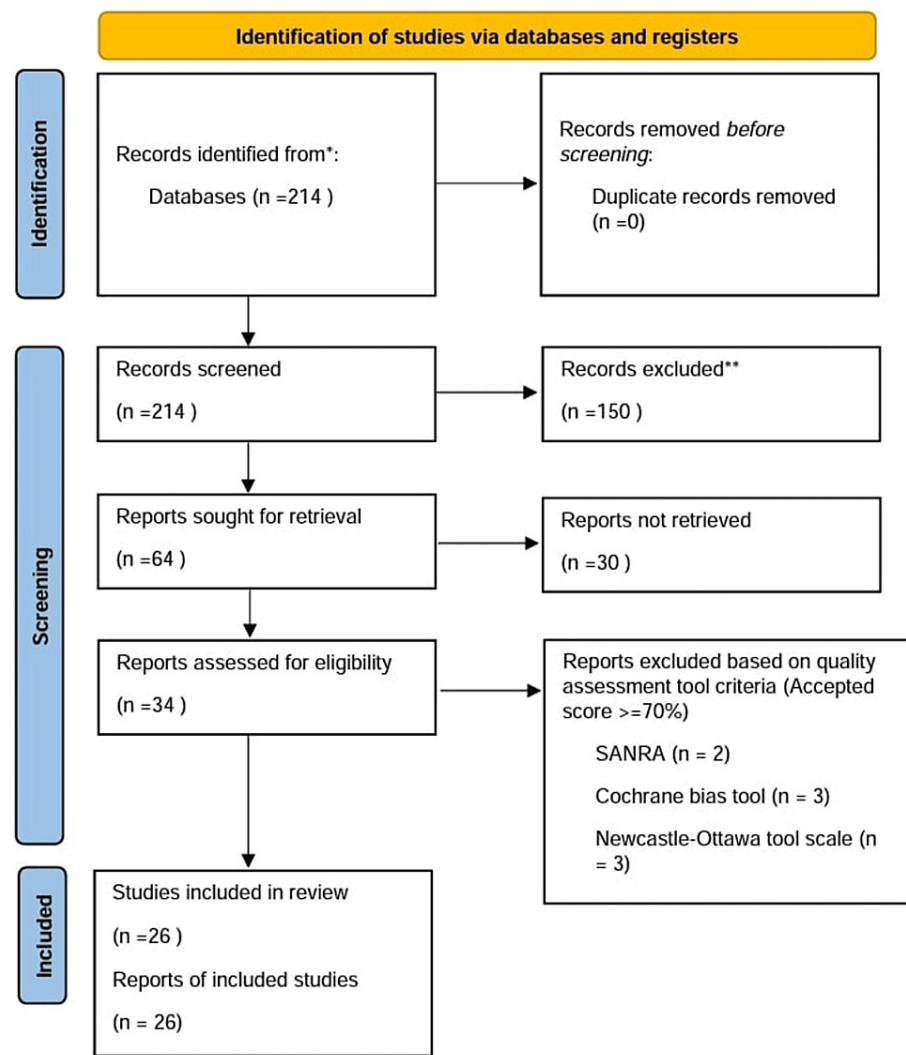 Identification of studies via databases and registers
Identification
Records identified from*:
Databases (n =214 )
Records removed before
screening:
Duplicate records removed
(n =0)
Screening
Records screened
(n =214 )
Records excluded**
(n =150 )
Reports sought for retrieval
(n =64 )
Reports not retrieved
(n =30 )
Reports assessed for eligibility
(n =34 )
Reports excluded based on quality
assessment tool criteria (Accepted
score >=70%)
SANRA (n = 2)
Cochrane bias tool (n = 3)
Newcastle-Ottawa tool scale (n
= 3)
Included
Studies included in review
(n =26 )
Reports of included studies
(n = 26)